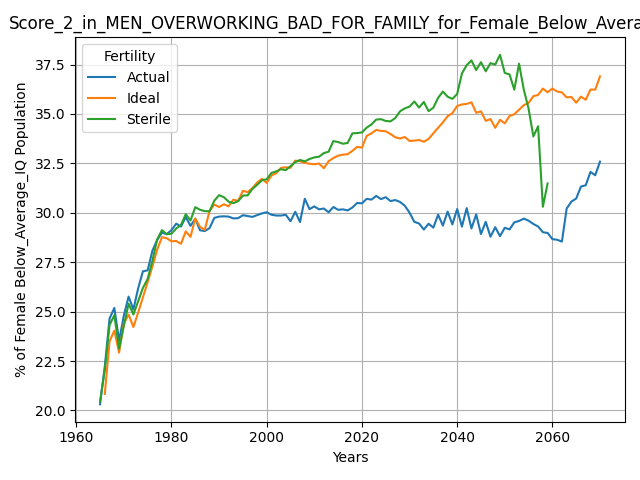 Score_2_in_MEN_OVERWORKING_BAD_FOR_FAMILY_for_Female_Below_Avera
Fertility
Actual
Ideal
Sterile
% of Female Below_Average_IQ Population
37.5
35.0
32.5
30.0
27.5
25.0
22.5
20.0
1960 1980 2000 2020 2040 2060
Years